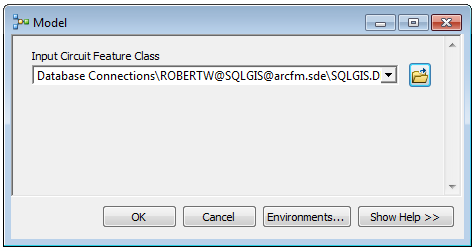 Model
Input Circuit Feature Class
Database Connections\ROBERTW@SQLGIS@arcfm.sde\SQLGIS.D
OK Cancel Environments... Show Help >>